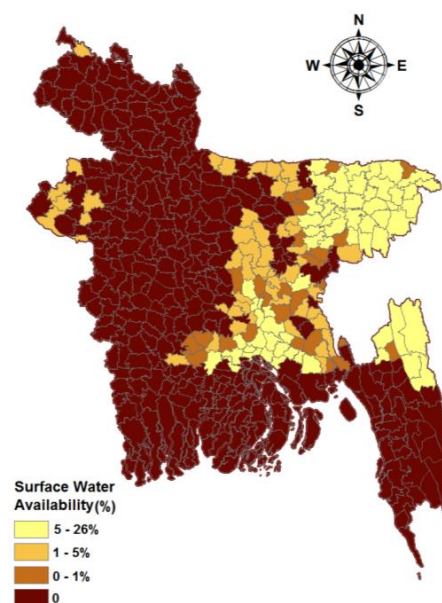 N
W E
S
Surface Water
Availability(%)
5 - 26%
1 - 5%
0 - 1%
0